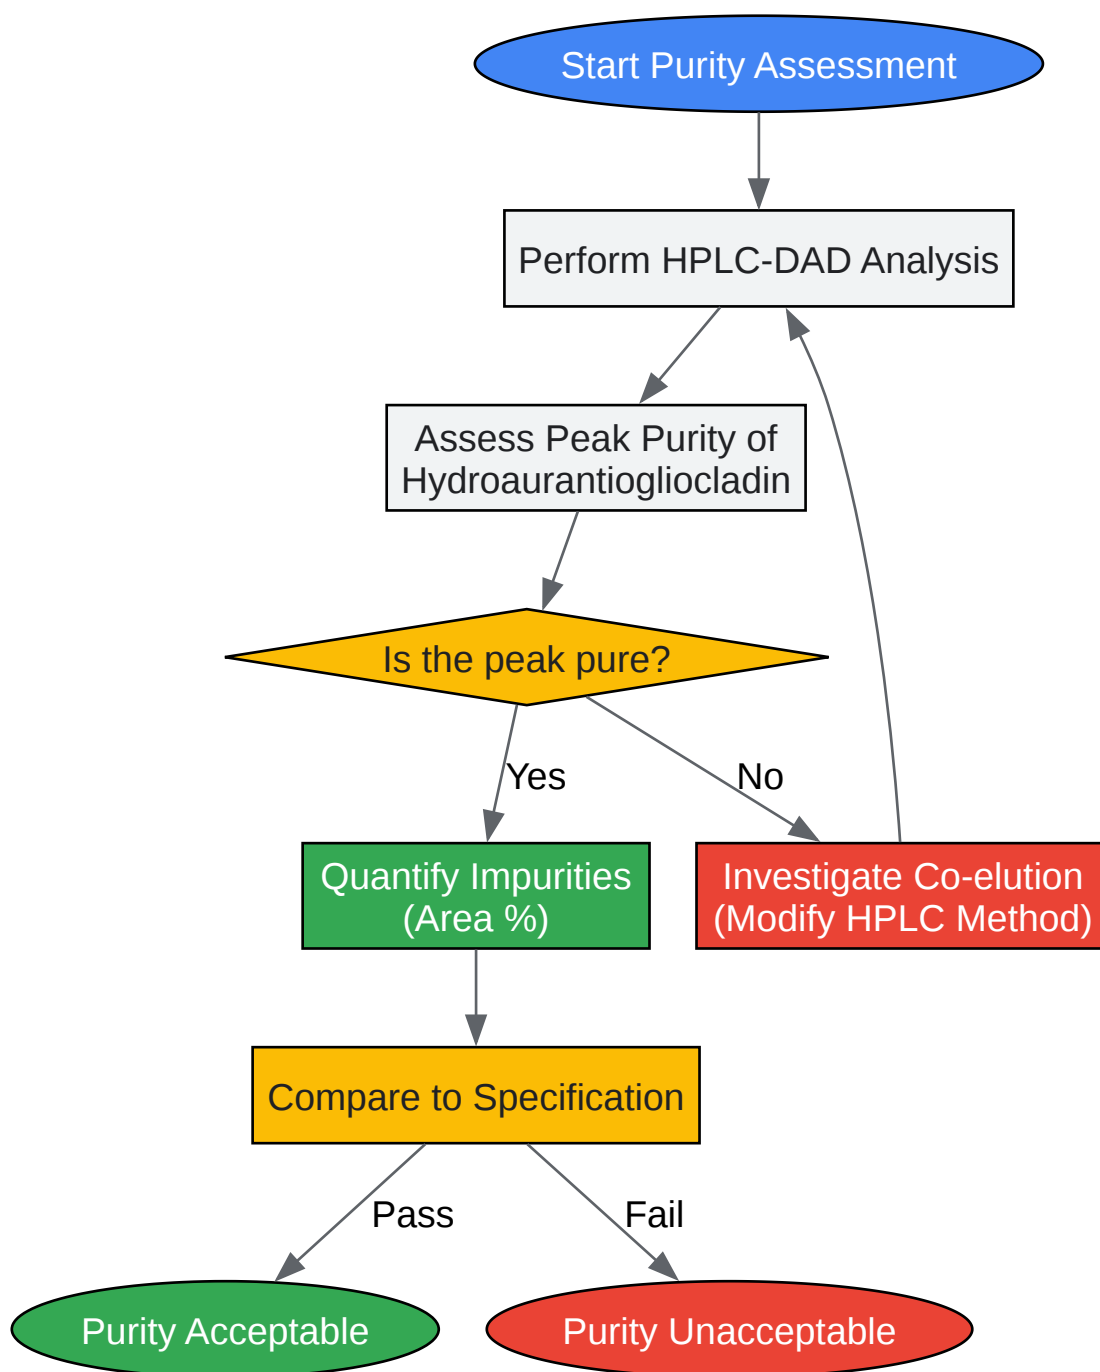 Start Purity Assessment
Perform HPLC-DAD Analysis
Assess Peak Purity of
Hydroaurantiogliocladin
Is the peak pure?
Yes
No
Quantify Impurities
(Area %)
Investigate Co-elution
(Modify HPLC Method)
Compare to Specification
Pass
Fail
Purity Acceptable
Purity Unacceptable